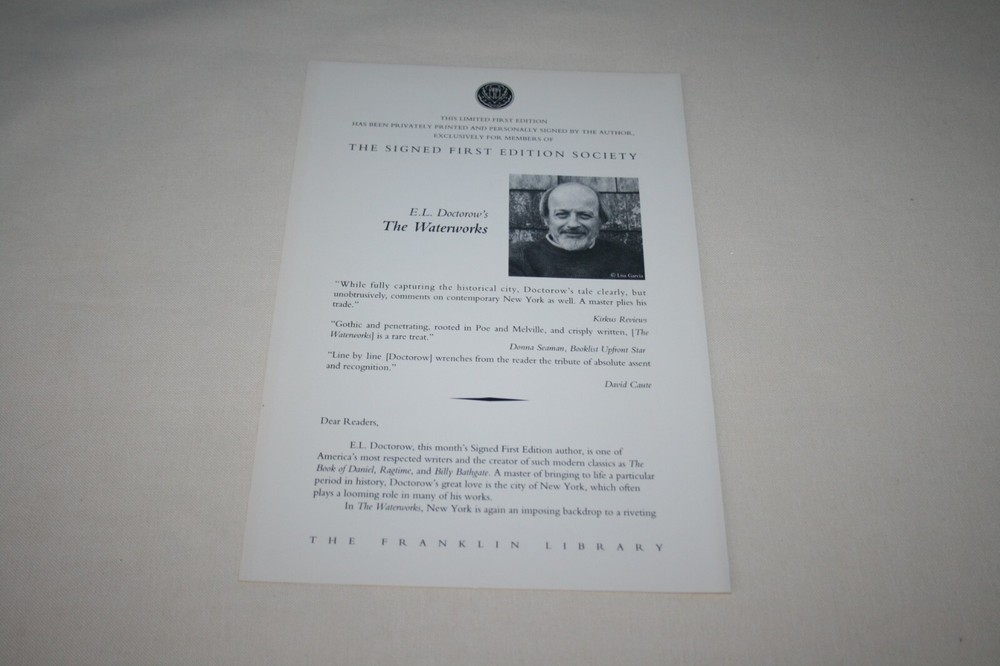 THIS LIMITED FIRST EDITION
HAS BEEN PRIVATELY PRINTED AND PERSONALLY SIGNED BY THE AUTHOR,
EXCLUSIVELY FOR MEMBERS OF
THE SIGNED FIRST EDITION SOCIETY
E.L. Doctorow's
The Waterworks
© Lisa Garcia
"While fully capturing the historical city, Doctorow's tale clearly, but
unobtrusively, comments on contemporary New York as well. A master plies his
trade."
Kirkus Reviews
"Gothic and penetrating, rooted in Poe and Melville, and crisply written, [The
Waterworks] is a rare treat."
Donna Seaman, Booklist Upfront Star
"Line by line [Doctorow] wrenches from the reader the tribute of absolute assent
and recognition."
David Caute
Dear Readers,
E.L. Doctorow, this month's Signed First Edition author, is one of
America's most respected writers and the creator of such modern classics as The
Book of Daniel, Ragtime, and Billy Bathgate. A master of bringing to life a particular
period in history, Doctorow's great love is the city of New York, which often
plays a looming role in many of his works.
In The Waterworks, New York is again an imposing backdrop to a riveting
THE FRANKLIN LIBRARY